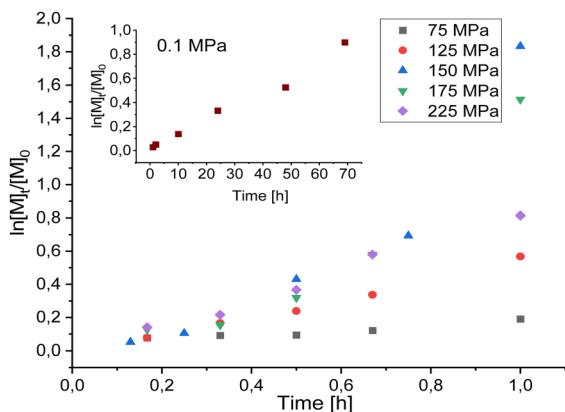 2,0
1,8
1,6
1,4
1,2
1,0
0,8
0,6
0,4
0,2
0,0
ln[M]t/[M]0
0,0 0,2 0,4 0,6 0,8 1,0
Time [h]
0.1 MPa
1,0
0,8
0,6
0,4
0,2
0,0
ln[M]t/[M]0
0 10 20 30 40 50 60 70
Time [h]
75 MPa
125 MPa
150 MPa
175 MPa
225 MPa